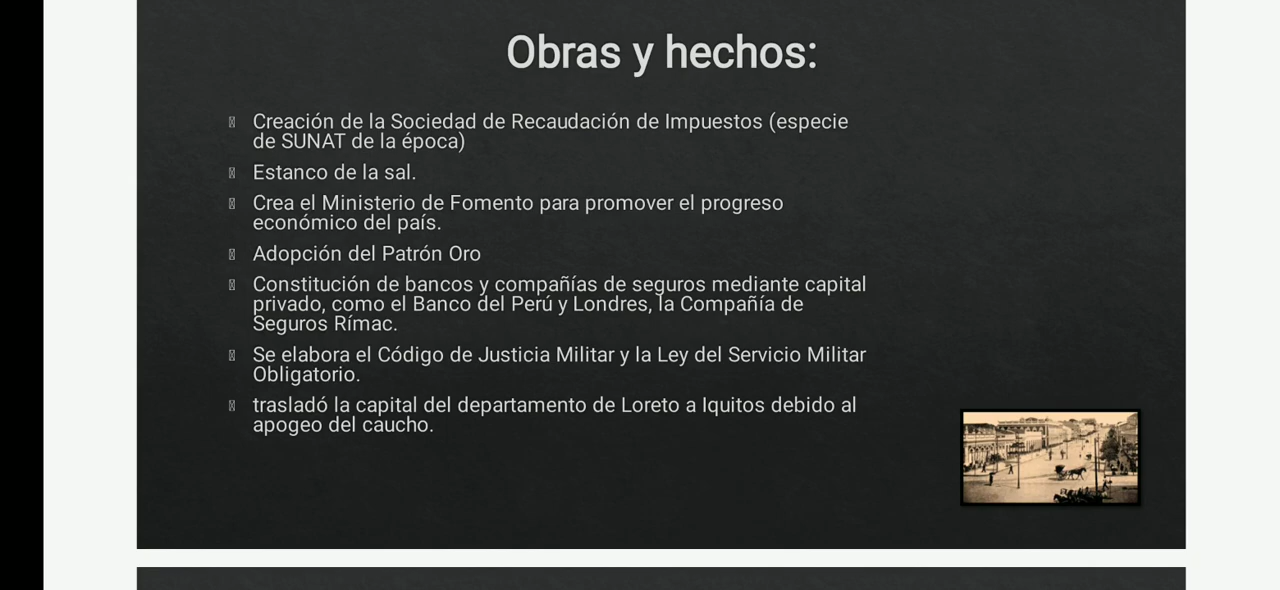 Obras y hechos:
Creación de la Sociedad de Recaudación de Impuestos (especie
de SUNAT de la época)
Estanco de la sal.
Crea el Ministerio de Fomento para promover el progreso
económico del país.
Adopción del Patrón Oro
Constitución de bancos y compañías de seguros mediante capital
privado, como el Banco del Perú y Londres, la Compañía de
Seguros Rímac.
Se elabora el Código de Justicia Militar y la Ley del Servicio Militar
Obligatorio.
trasladó la capital del departamento de Loreto a Iquitos debido al
apogeo del caucho.